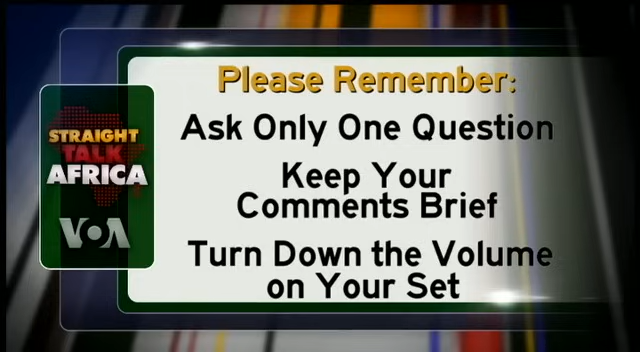 Please Remember:
Ask Only One Question
Keep Your
Comments Brief
Turn Down the Volume
on Your Set
STRAIGHT
TALK
AFRICA
VOA